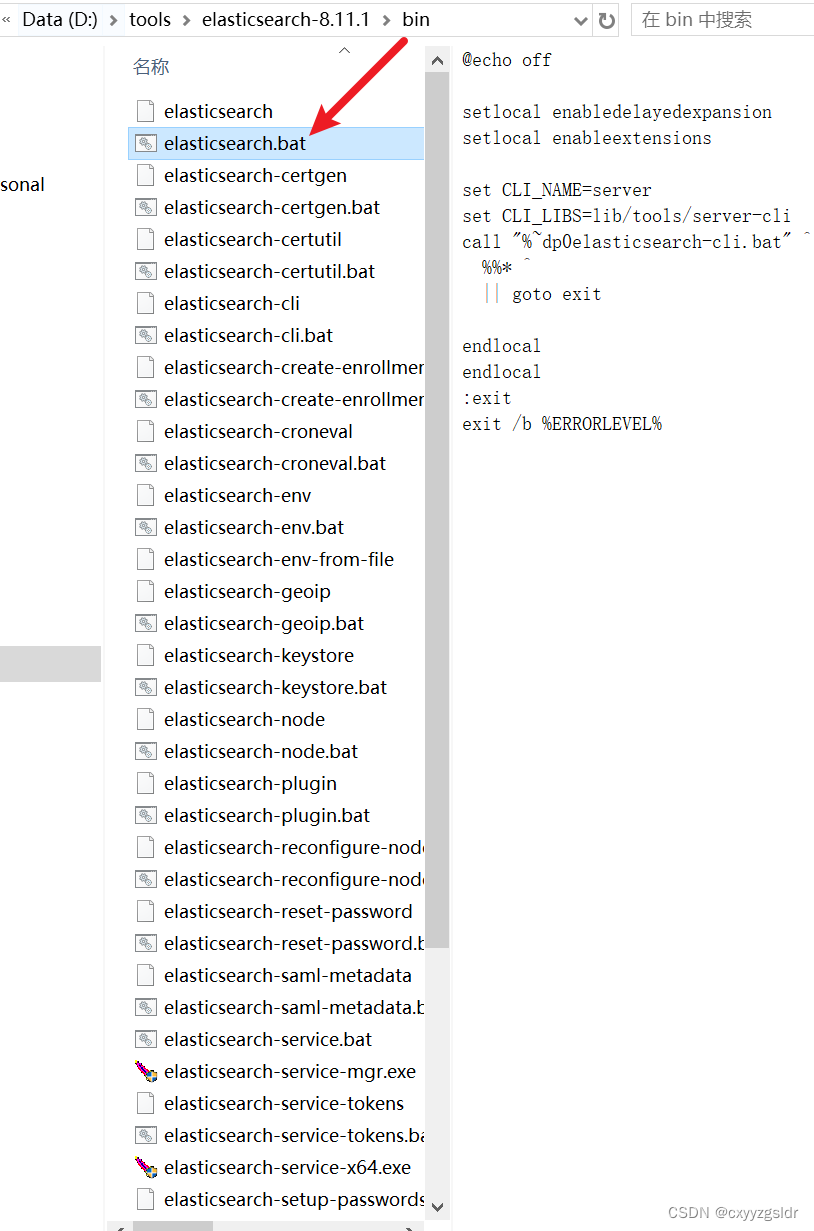 « Data (D:) > tools > elasticsearch-8.11.1 > bin
在 bin 中搜索
sonal
名称
elasticsearch
elasticsearch.bat
elasticsearch-certgen
elasticsearch-certgen.bat
elasticsearch-certutil
elasticsearch-certutil.bat
elasticsearch-cli
elasticsearch-cli.bat
elasticsearch-create-enrollmen
elasticsearch-create-enrollmen
elasticsearch-croneval
elasticsearch-croneval.bat
elasticsearch-env
elasticsearch-env.bat
elasticsearch-env-from-file
elasticsearch-geoip
elasticsearch-geoip.bat
elasticsearch-keystore
elasticsearch-keystore.bat
elasticsearch-node
elasticsearch-node.bat
elasticsearch-plugin
elasticsearch-plugin.bat
elasticsearch-reconfigure-node
elasticsearch-reconfigure-node
elasticsearch-reset-password
elasticsearch-reset-password.b
elasticsearch-saml-metadata
elasticsearch-saml-metadata.b
elasticsearch-service.bat
elasticsearch-service-mgr.exe
elasticsearch-service-tokens
elasticsearch-service-tokens.ba
elasticsearch-service-x64.exe
elasticsearch-setup-passwords
@echo off
setlocal enabledelayedexpansion
setlocal enableextensions
set CLI_NAME=server
set CLI_LIBS=lib/tools/server-cli
call "%~dp0elasticsearch-cli.bat" ^
%%* ^
|| goto exit
endlocal
endlocal
:exit
exit /b %ERRORLEVEL%
CSDN @cxyyzgsldr